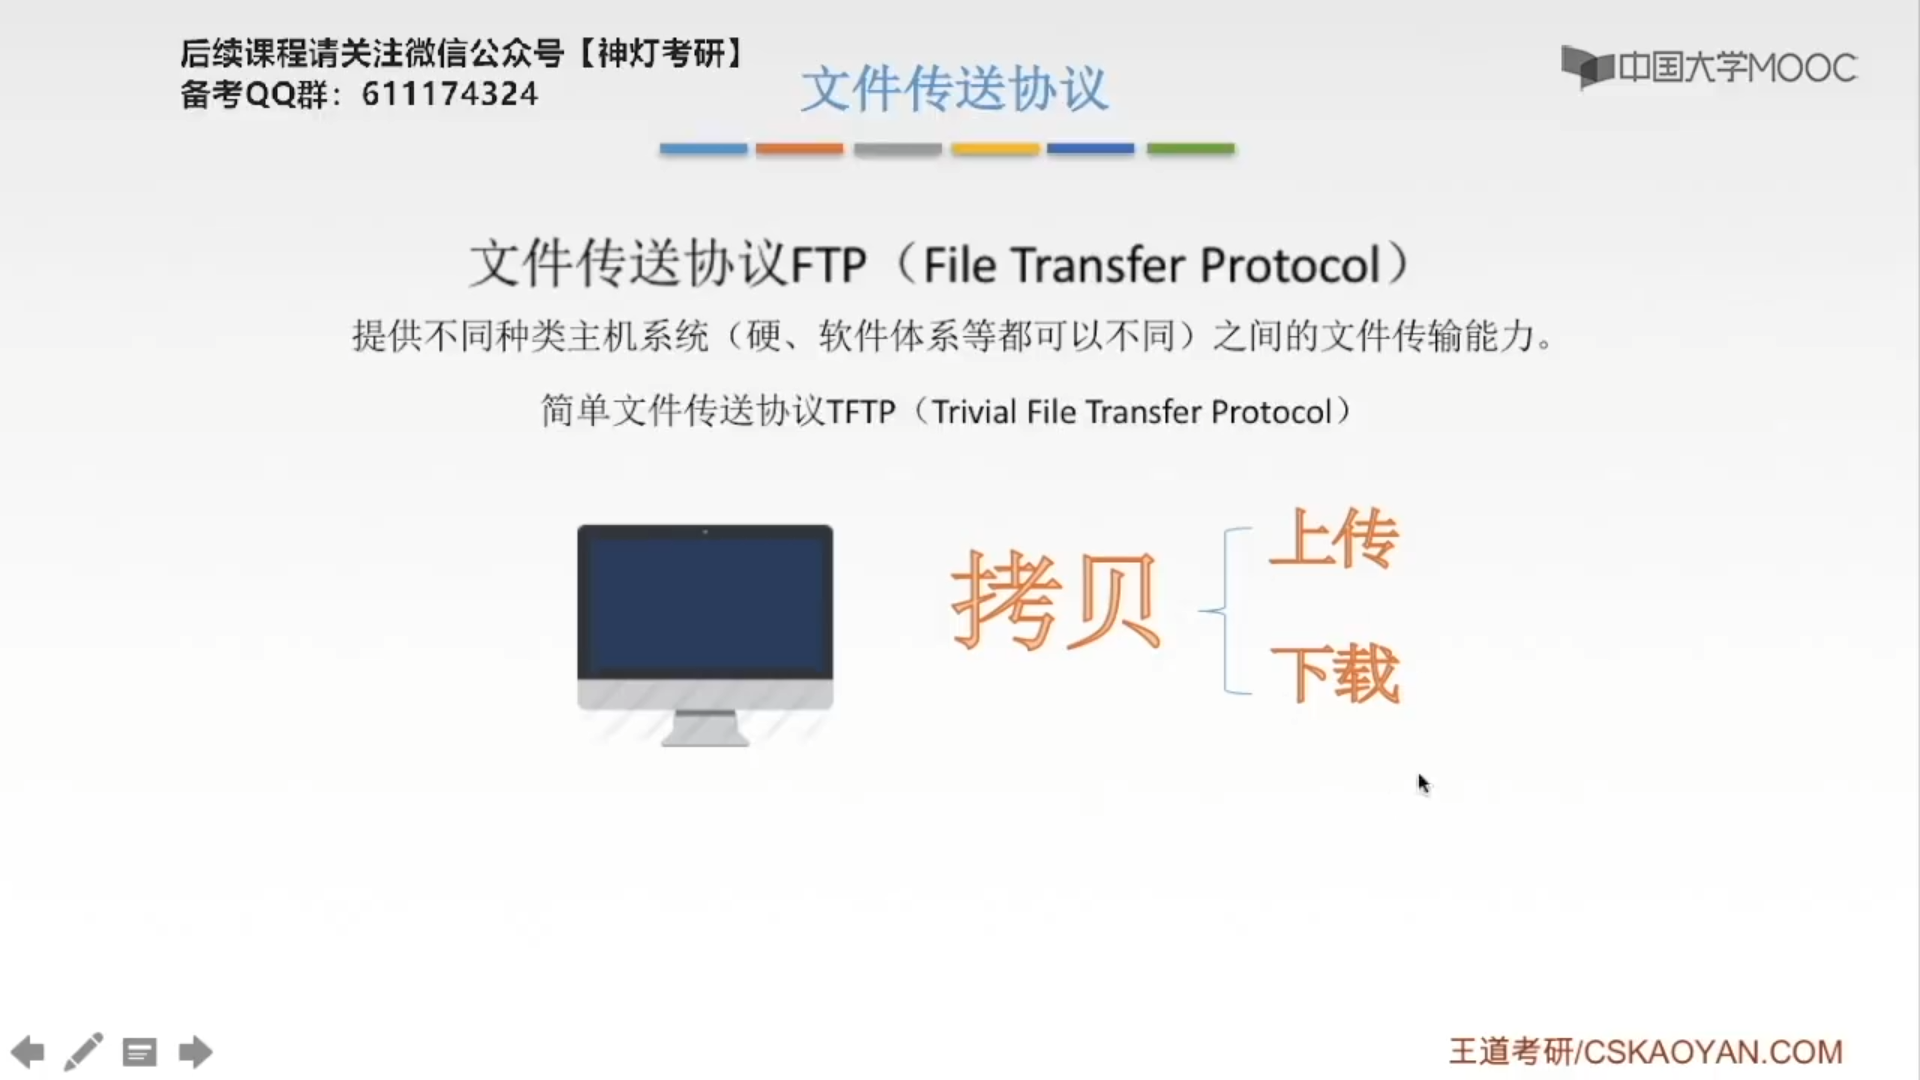 后续课程请关注微信公众号【神灯考研】
备考QQ群：611174324
文件传送协议
中国大学MOOC
文件传送协议FTP（File Transfer Protocol）
提供不同种类主机系统（硬、软件体系等都可以不同）之间的文件传输能力。
简单文件传送协议TFTP（Trivial File Transfer Protocol）
拷贝
上传
下载
王道考研/CSKAOYAN.COM